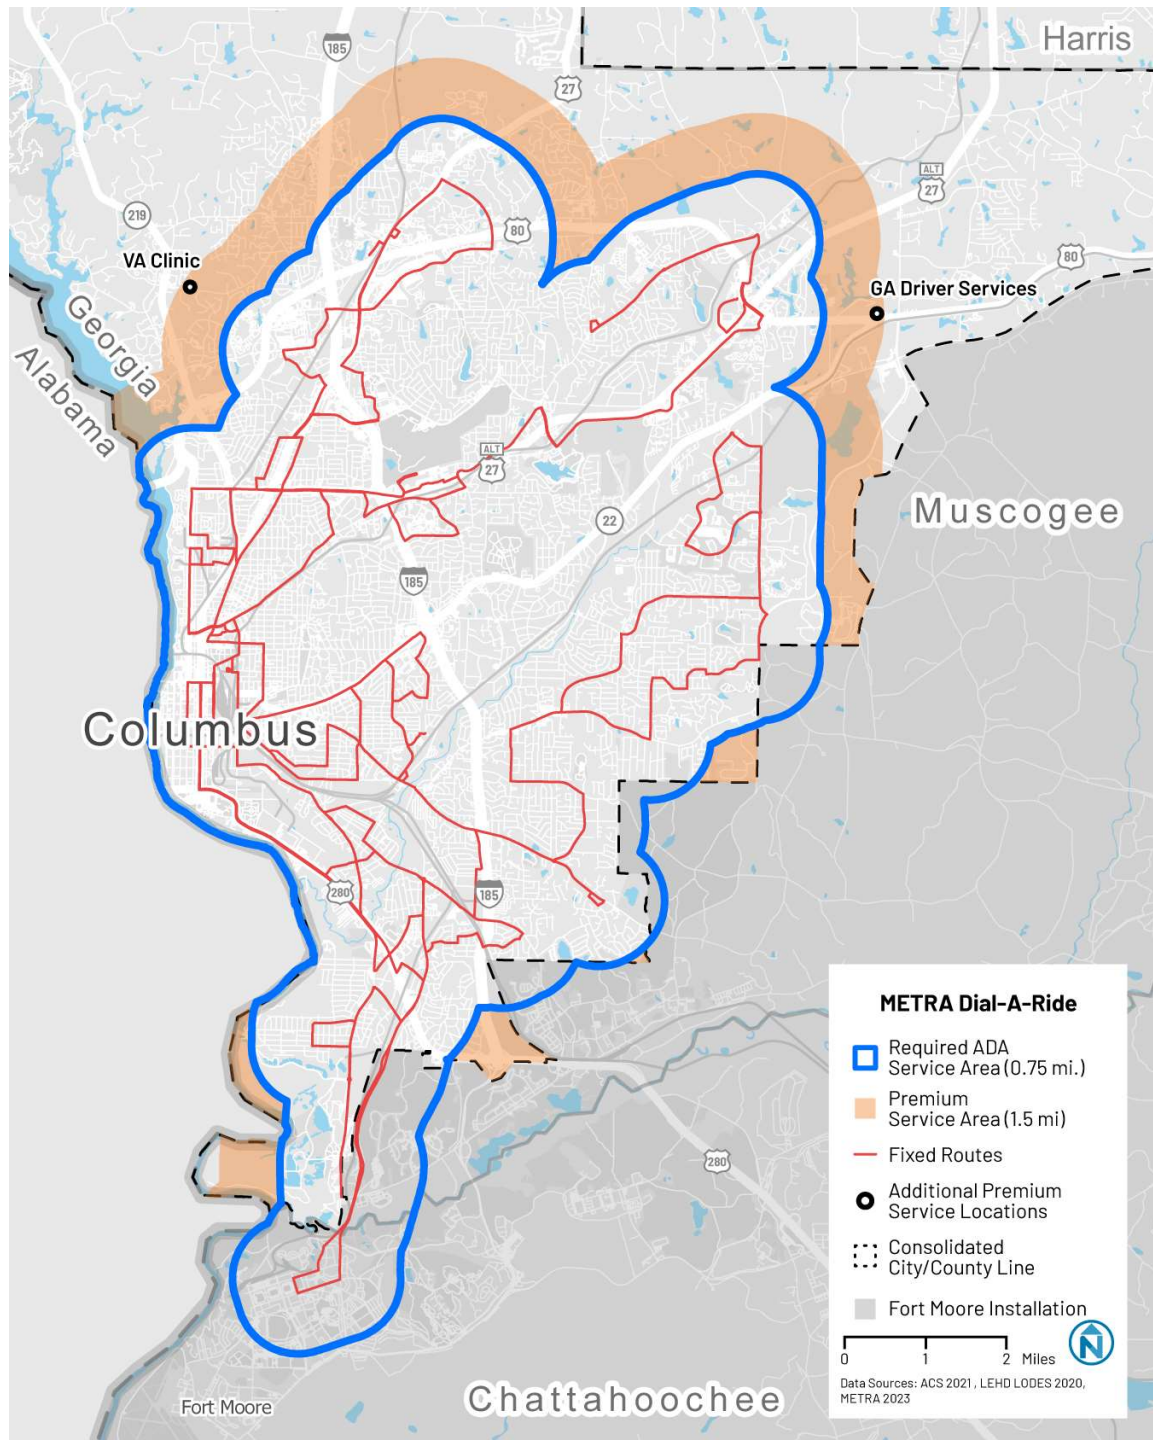 Harris
185
27
ALT
27
219
80
80
VA Clinic
GA Driver Services
Georgia
Alabama
ALT
27
Muscogee
22
185
Columbus
280
185
METRA Dial-A-Ride
Required ADA
Service Area (0.75 mi.)
Premium
Service Area (1.5 mi)
Fixed Routes
Additional Premium
Service Locations
Consolidated
City/County Line
Fort Moore Installation
0 1 2 Miles
N
Data Sources: ACS 2021 , LEHD LODES 2020,
METRA 2023
280
Fort Moore
Chattahoochee